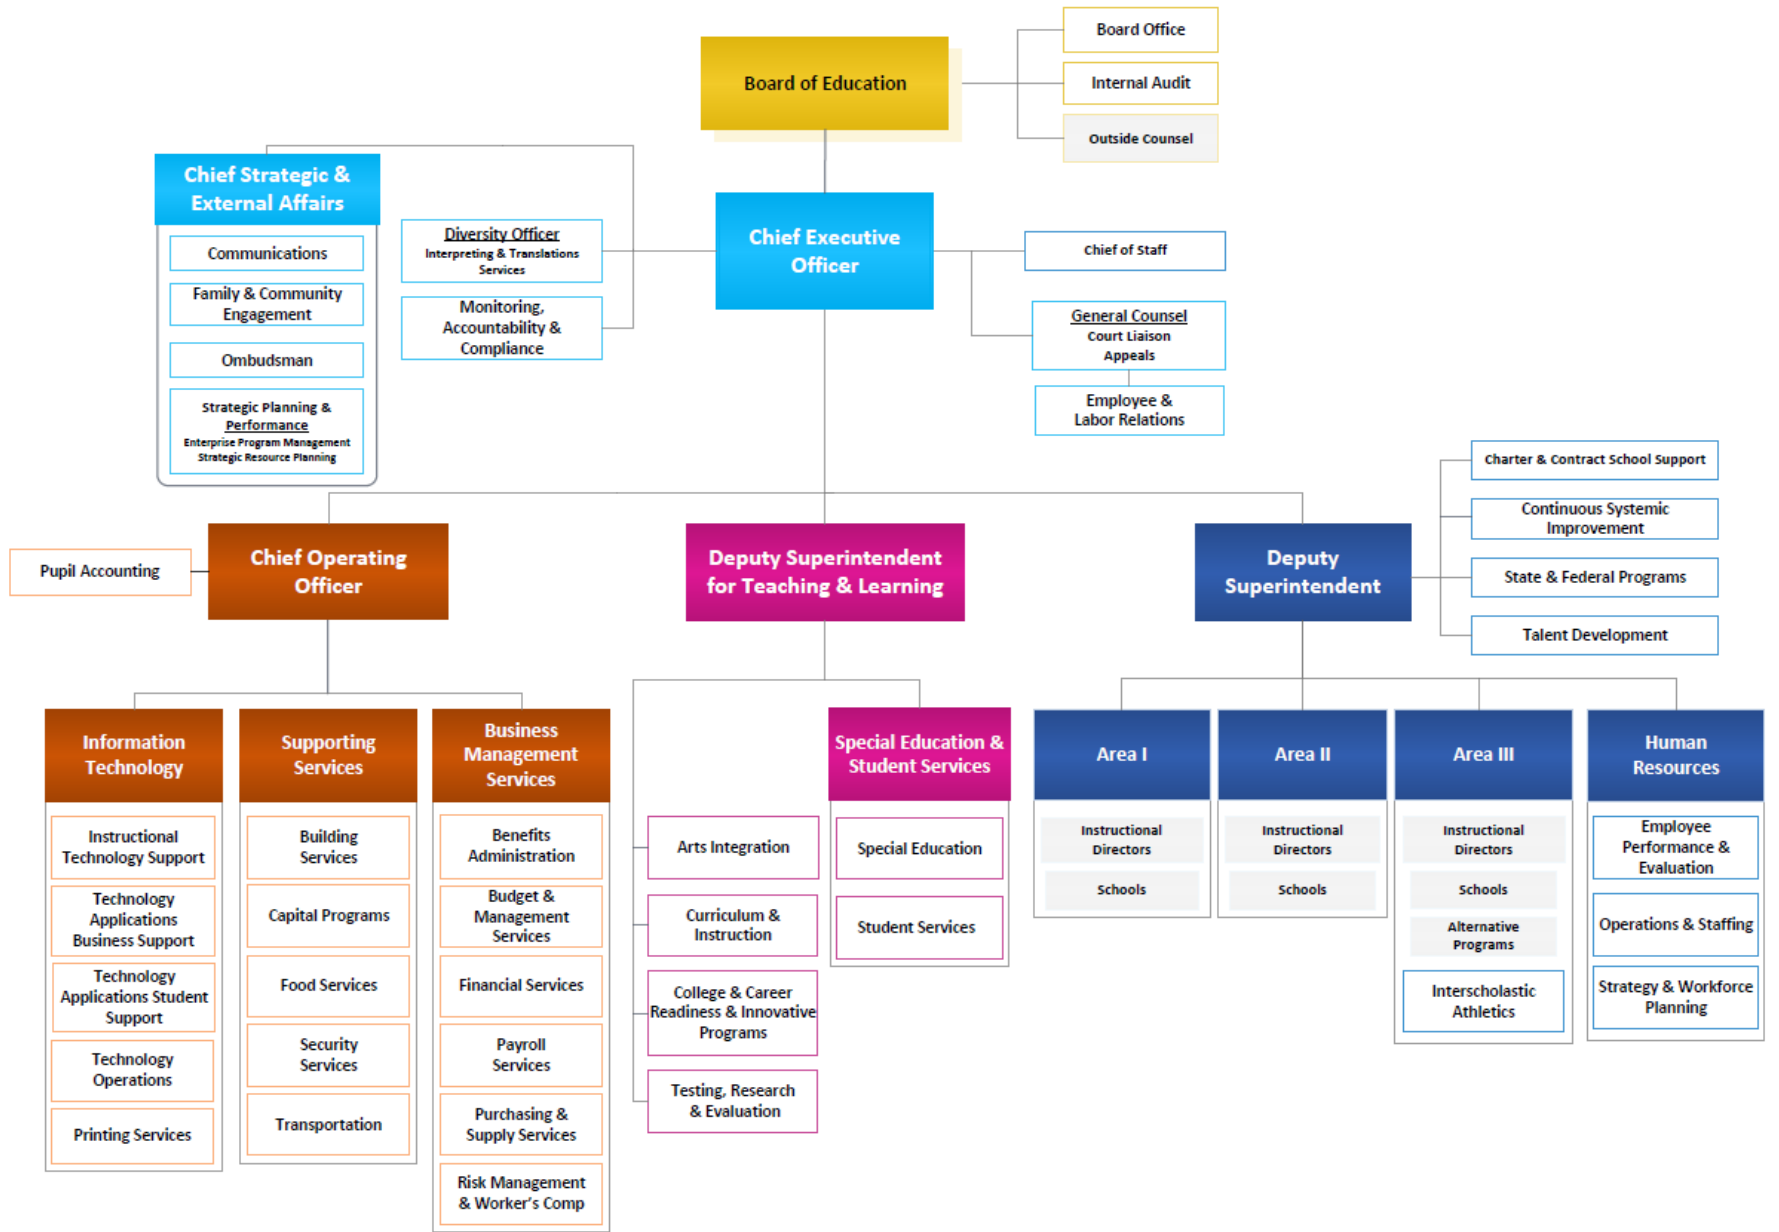 Board of Education
Board Office
Internal Audit
Outside Counsel
Chief Strategic &
External Affairs
Communications
Family & Community
Engagement
Ombudsman
Strategic Planning &
Performance
Enterprise Program Management
Strategic Resource Planning
Diversity Officer
Interpreting & Translations
Services
Monitoring,
Accountability &
Compliance
Chief Executive
Officer
Chief of Staff
General Counsel
Court Liaison
Appeals
Employee &
Labor Relations
Pupil Accounting
Chief Operating
Officer
Deputy Superintendent
for Teaching & Learning
Deputy
Superintendent
Charter & Contract School Support
Continuous Systemic
Improvement
State & Federal Programs
Talent Development
Information
Technology
Instructional
Technology Support
Technology
Applications
Business Support
Technology
Applications Student
Support
Technology
Operations
Printing Services
Supporting
Services
Building
Services
Capital Programs
Food Services
Security
Services
Transportation
Business
Management
Services
Benefits
Administration
Budget &
Management
Services
Financial Services
Payroll
Services
Purchasing &
Supply Services
Risk Management
& Worker's Comp
Arts Integration
Curriculum &
Instruction
College & Career
Readiness & Innovative
Programs
Testing, Research
& Evaluation
Special Education &
Student Services
Special Education
Student Services
Area I
Instructional
Directors
Schools
Area II
Instructional
Directors
Schools
Area III
Instructional
Directors
Schools
Alternative
Programs
Interscholastic
Athletics
Human
Resources
Employee
Performance &
Evaluation
Operations & Staffing
Strategy & Workforce
Planning